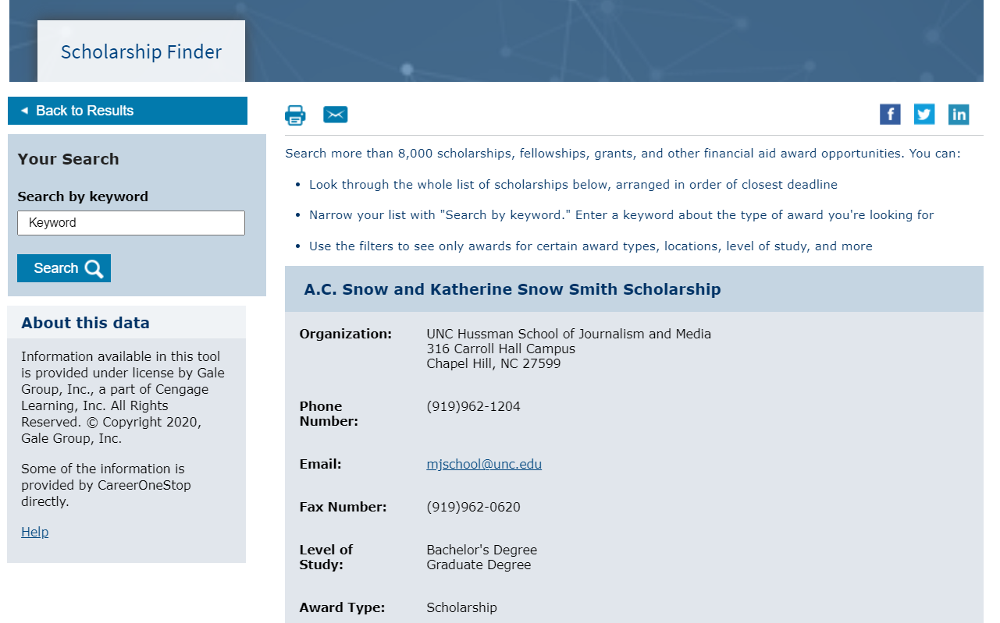 Scholarship Finder
Back to Results
Your Search
Search by keyword
Keyword
Search
About this data
Information available in this tool
is provided under license by Gale
Group, Inc., a part of Cengage
Learning, Inc. All Rights
Reserved. © Copyright 2020,
Gale Group, Inc.
Some of the information is
provided by CareerOneStop
directly.
Help
f
in
Search more than 8,000 scholarships, fellowships, grants, and other financial aid award opportunities. You can:
• Look through the whole list of scholarships below, arranged in order of closest deadline
• Narrow your list with "Search by keyword." Enter a keyword about the type of award you're looking for
• Use the filters to see only awards for certain award types, locations, level of study, and more
A.C. Snow and Katherine Snow Smith Scholarship
Organization: UNC Hussman School of Journalism and Media
316 Carroll Hall Campus
Chapel Hill, NC 27599
Phone (919)962-1204
Number:
Email: mjschool@unc.edu
Fax Number: (919)962-0620
Level of Bachelor's Degree
Study: Graduate Degree
Award Type: Scholarship